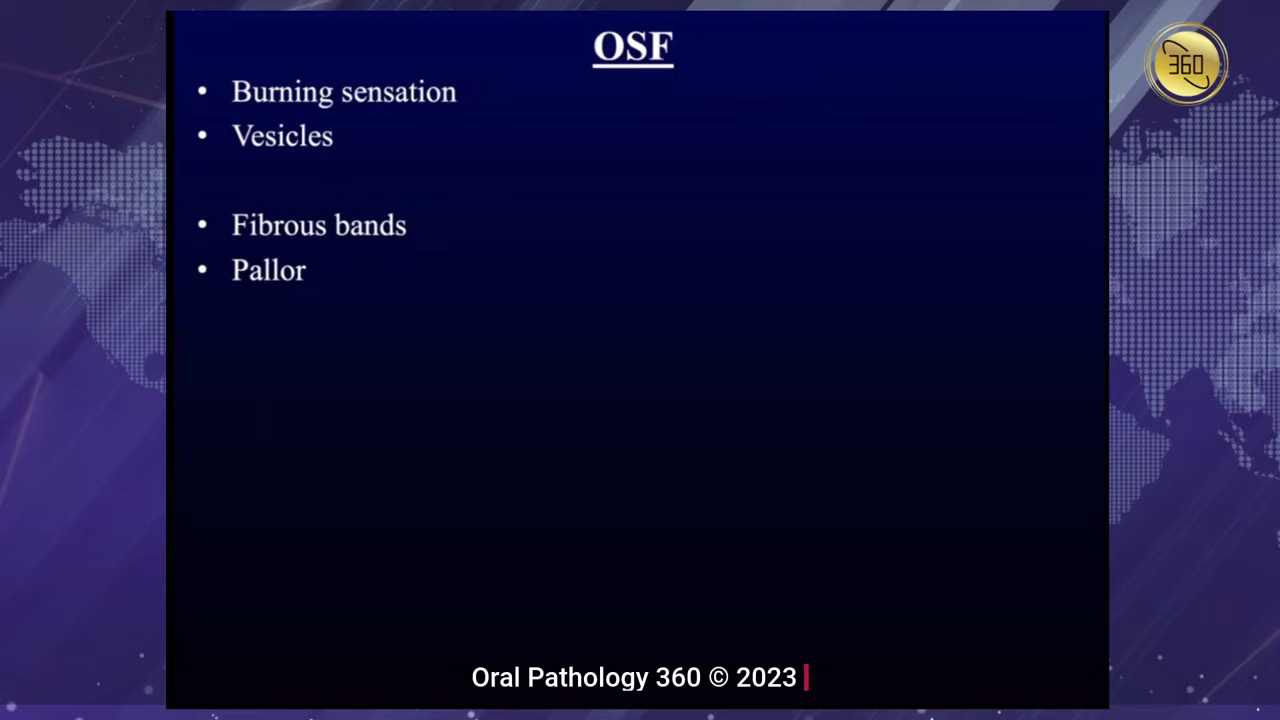 OSF
360
• Burning sensation
• Vesicles
• Fibrous bands
• Pallor
Oral Pathology 360 © 2023